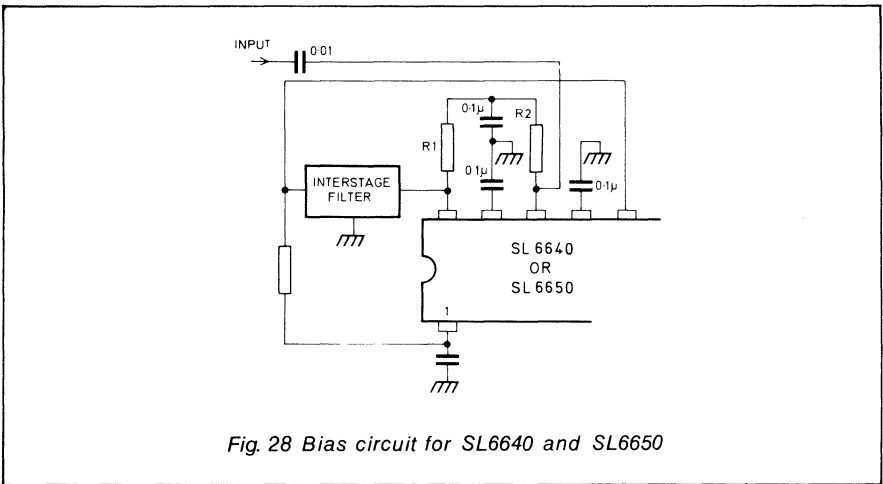 INPUT
0·01
0·1µ
R2
R1
0·1µ
0·1µ
INTERSTAGE
FILTER
SL 6640
OR
SL 6650
1
Fig. 28 Bias circuit for SL6640 and SL6650